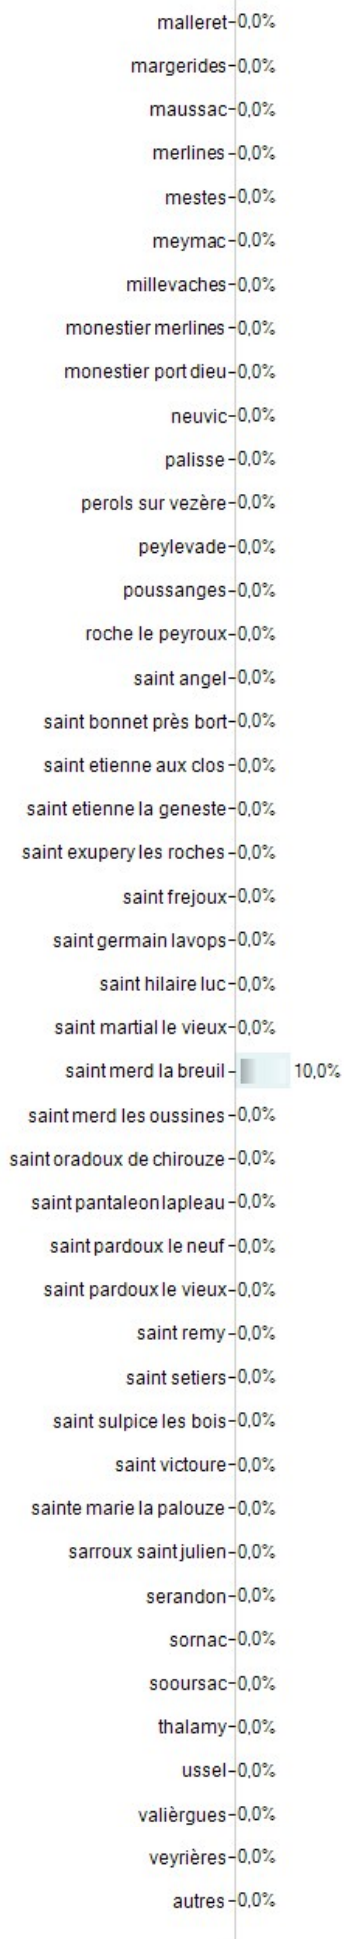 malleret 0,0%
margerides 0,0%
maussac 0,0%
merlines 0,0%
mestes 0,0%
meymac 0,0%
millevaches 0,0%
monestier merlines 0,0%
monestier port dieu 0,0%
neuvic 0,0%
palisse 0,0%
perols sur vezère 0,0%
peylevade 0,0%
poussanges 0,0%
roche le peyroux 0,0%
saint angel 0,0%
saint bonnet près bort 0,0%
saint etienne aux clos 0,0%
saint etienne la geneste 0,0%
saint exupery les roches 0,0%
saint frejoux 0,0%
saint germain lavops 0,0%
saint hilaire luc 0,0%
saint martial le vieux 0,0%
saint merd la breuil 10,0%
saint merd les oussines 0,0%
saint oradoux de chirouze 0,0%
saint pantaleon lapleau 0,0%
saint pardoux le neuf 0,0%
saint pardoux le vieux 0,0%
saint remy 0,0%
saint setiers 0,0%
saint sulpice les bois 0,0%
saint victoure 0,0%
sainte marie la palouze 0,0%
sarroux saint julien 0,0%
serandon 0,0%
sornac 0,0%
sooursac 0,0%
thalamy 0,0%
ussel 0,0%
valièrgues 0,0%
veyrières 0,0%
autres 0,0%